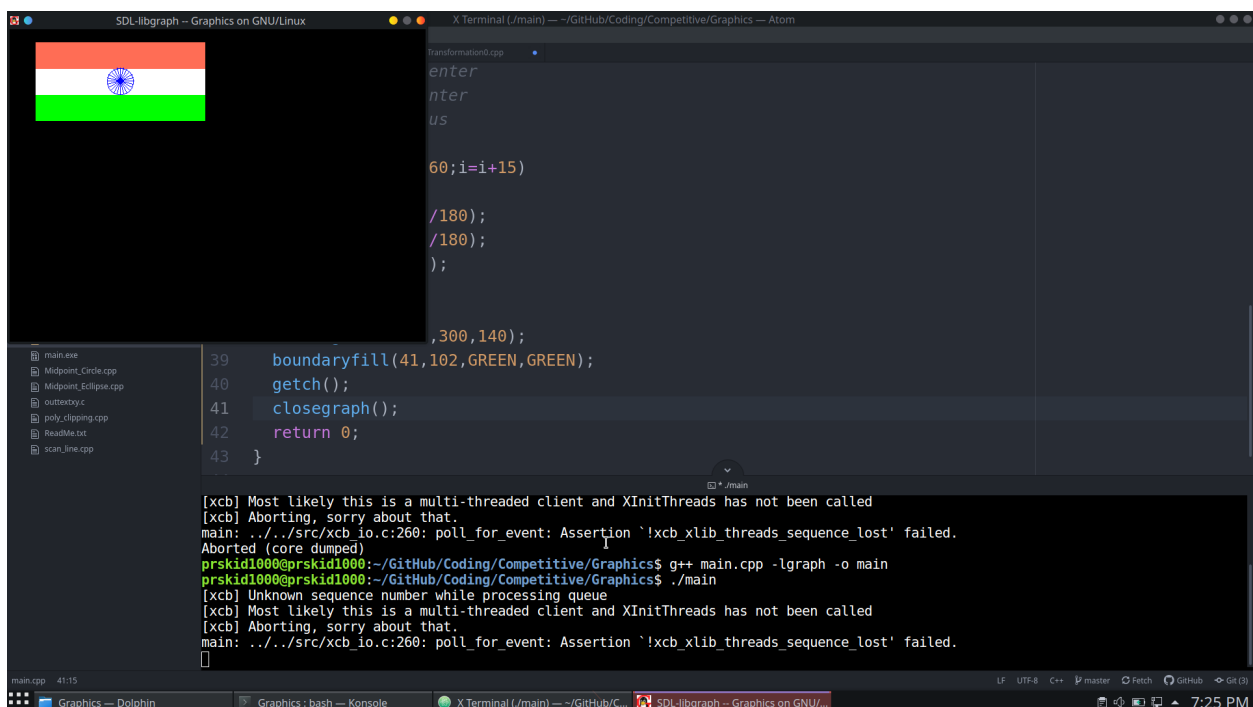 SDL-libgraph -- Graphics on GNU/Linux
X Terminal (./main) — ~/GitHub/Coding/Competitive/Graphics — Atom
Transformation0.cpp
enter
nter
us
60;i=i+15)
/180);
/180);
);
,300,140);
39 boundaryfill(41,102,GREEN,GREEN);
40 getch();
41 closegraph();
42 return 0;
43 }
main.exe
Midpoint_Circle.cpp
Midpoint_Ecllipse.cpp
outtextxy.c
poly_clipping.cpp
ReadMe.txt
scan_line.cpp
* ./main
[xcb] Most likely this is a multi-threaded client and XInitThreads has not been called
[xcb] Aborting, sorry about that.
main: ../../src/xcb_io.c:260: poll_for_event: Assertion `!xcb_xlib_threads_sequence_lost' failed.
Aborted (core dumped)
prskid1000@prskid1000:~/GitHub/Coding/Competitive/Graphics$ g++ main.cpp -lgraph -o main
prskid1000@prskid1000:~/GitHub/Coding/Competitive/Graphics$ ./main
[xcb] Unknown sequence number while processing queue
[xcb] Most likely this is a multi-threaded client and XInitThreads has not been called
[xcb] Aborting, sorry about that.
main: ../../src/xcb_io.c:260: poll_for_event: Assertion `!xcb_xlib_threads_sequence_lost' failed.
main.cpp 41:15
LF UTF-8 C++ master Fetch GitHub Git (3)
Graphics — Dolphin
Graphics : bash — Konsole
X Terminal (./main) — ~/GitHub/C...
SDL-libgraph -- Graphics on GNU/...
7:25 PM